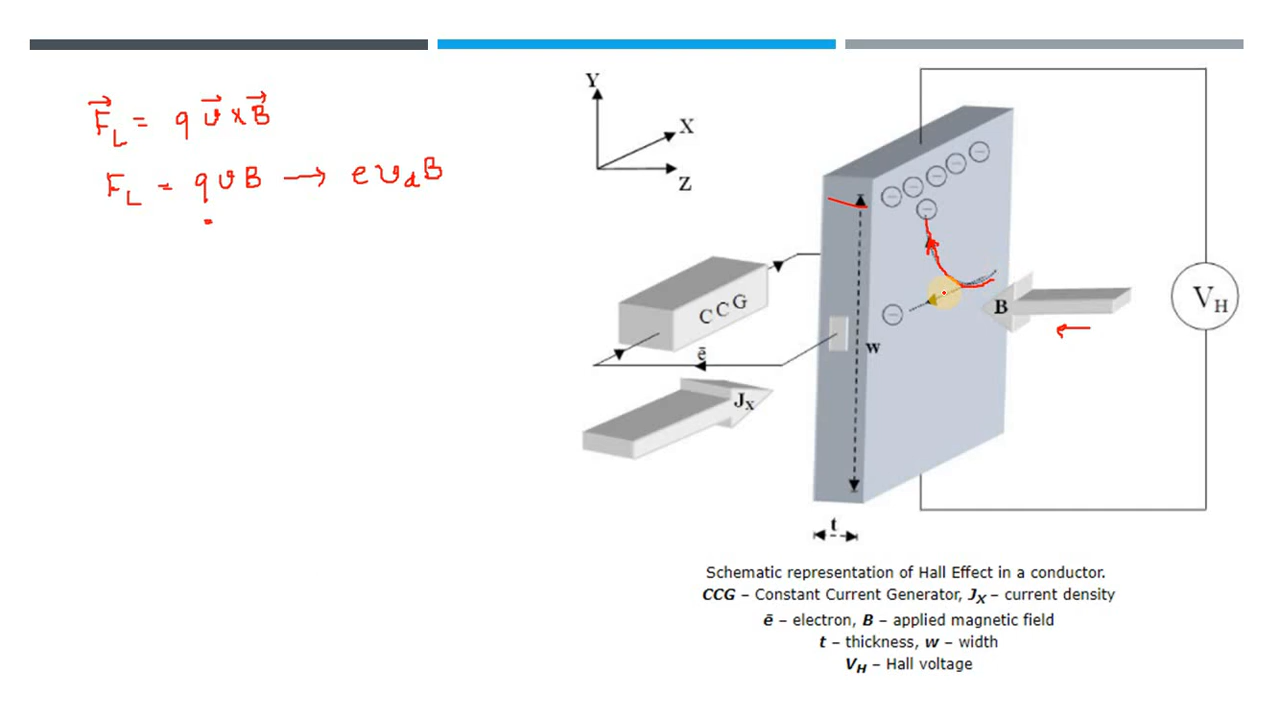 F_L = q v × B
F_L = q v B → e v_d B
Y
X
Z
C C G
ē
J_X
w
B
V_H
t
Schematic representation of Hall Effect in a conductor.
CCG – Constant Current Generator, J_X – current density
ē – electron, B – applied magnetic field
t – thickness, w – width
V_H – Hall voltage